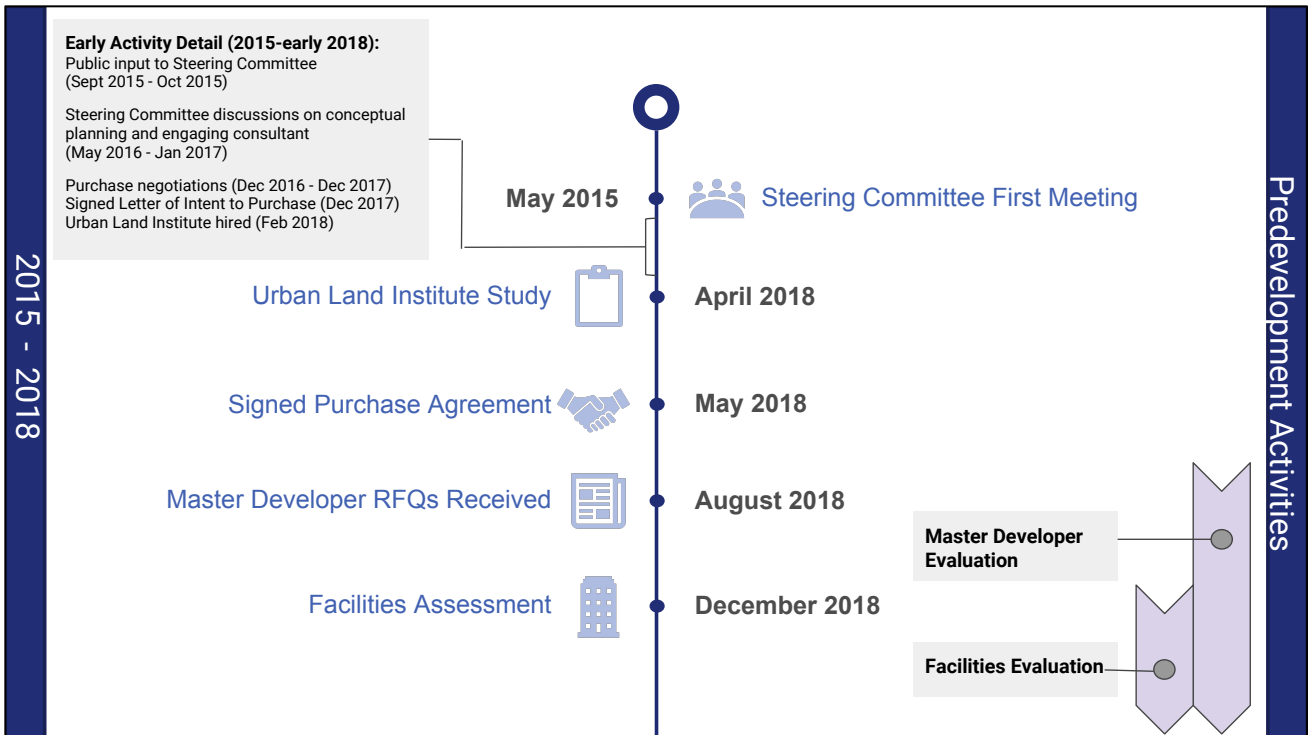 2015 - 2018
Early Activity Detail (2015-early 2018):
Public input to Steering Committee
(Sept 2015 - Oct 2015)
Steering Committee discussions on conceptual
planning and engaging consultant
(May 2016 - Jan 2017)
Purchase negotiations (Dec 2016 - Dec 2017)
Signed Letter of Intent to Purchase (Dec 2017)
Urban Land Institute hired (Feb 2018)
May 2015
Steering Committee First Meeting
Urban Land Institute Study
April 2018
Signed Purchase Agreement
May 2018
Master Developer RFQs Received
August 2018
Facilities Assessment
December 2018
Master Developer
Evaluation
Facilities Evaluation
Predevelopment Activities